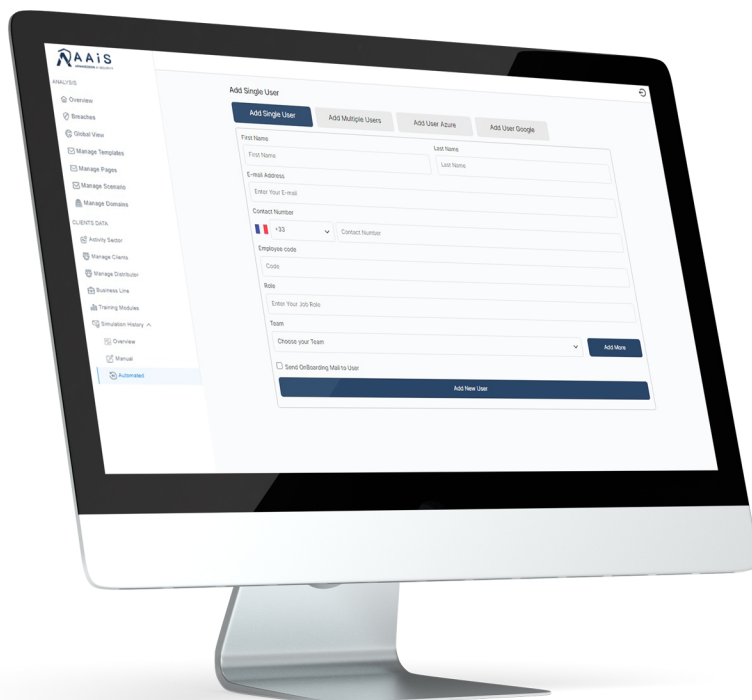 AAiS
ANALYSIS
Overview
Breaches
Global View
Manage Templates
Manage Pages
Manage Scenario
Manage Domains
CLIENTS DATA
Activity Sector
Manage Clients
Manage Distributor
Business Line
Training Modules
Simulation History
Overview
Manual
Automated
Add Single User
Add Single User Add Multiple Users Add User Azure Add User Google
First Name Last Name
First Name Last Name
E-mail Address
Enter Your E-mail
Contact Number
+33 Contact Number
Employee code
Code
Role
Enter Your Job Role
Team
Choose your Team Add More
Send OnBoarding Mail to User
Add New User